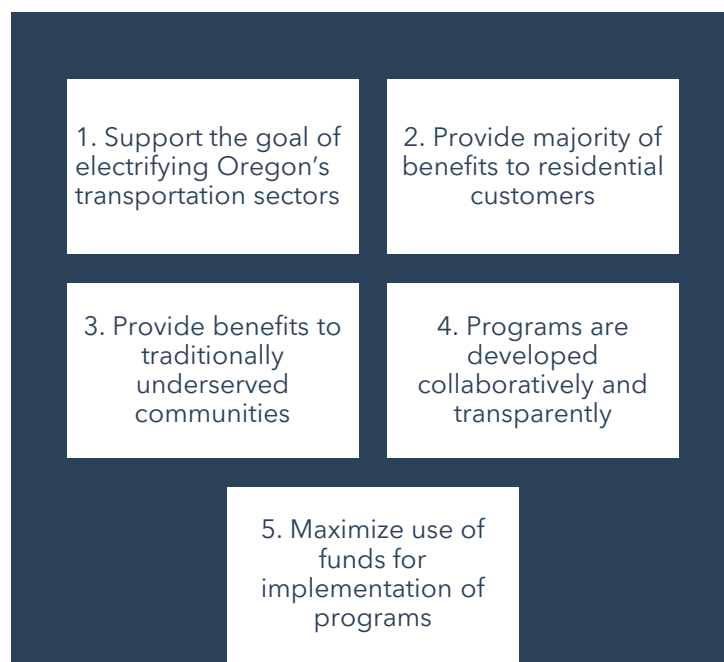 1. Support the goal of
electrifying Oregon’s
transportation sectors
2. Provide majority of
benefits to residential
customers
3. Provide benefits to
traditionally
underserved
communities
4. Programs are
developed
collaboratively and
transparently
5. Maximize use of
funds for
implementation of
programs